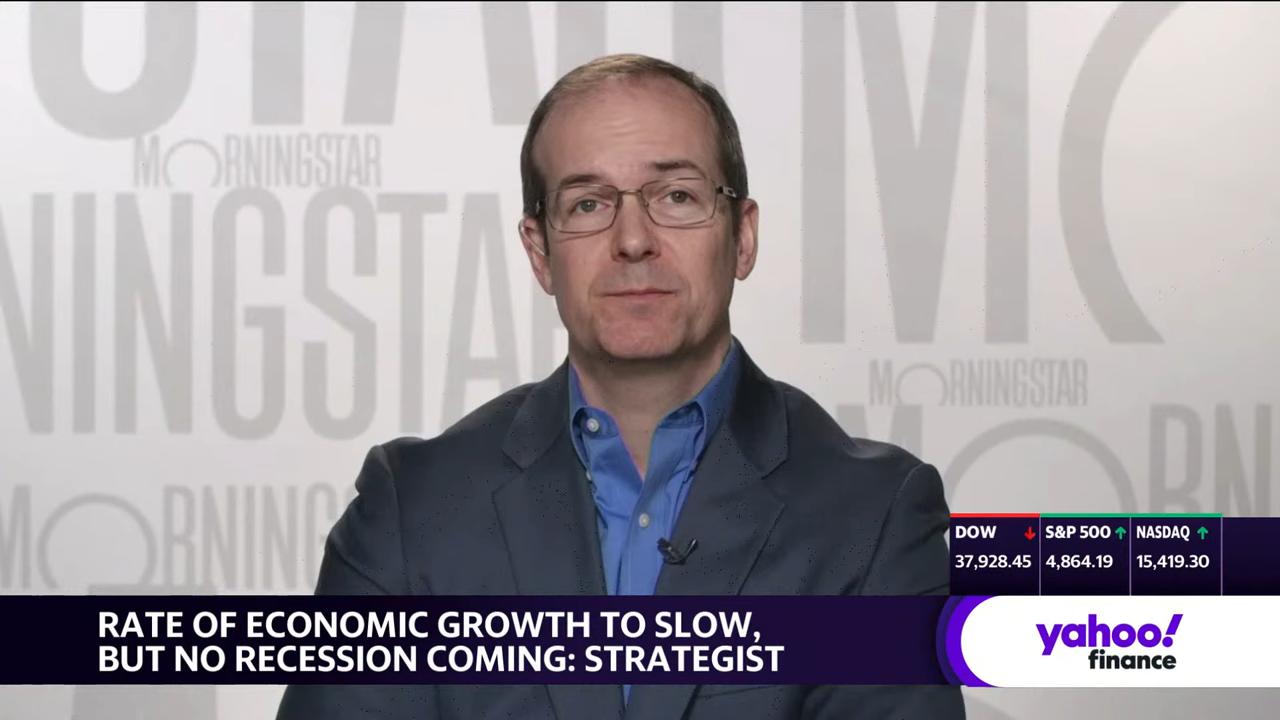 MORNINGSTAR
NINGSTAR
MORNINGSTAR
DOW
S&P 500
NASDAQ
37,928.45
4,864.19
15,419.30
RATE OF ECONOMIC GROWTH TO SLOW,
BUT NO RECESSION COMING: STRATEGIST
yahoo!
finance